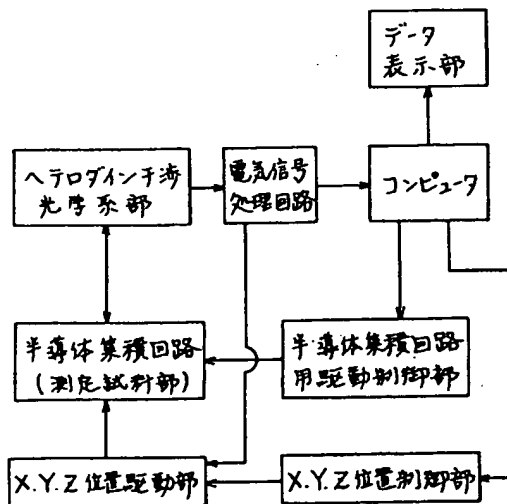 データ
表示部
ヘテロダイン干渉
光学系部
電気信号
処理回路
コンピュータ
半導体集積回路
(測定試料部)
半導体集積回路
用駆動制御部
X.Y.Z位置駆動部
X.Y.Z位置制御部